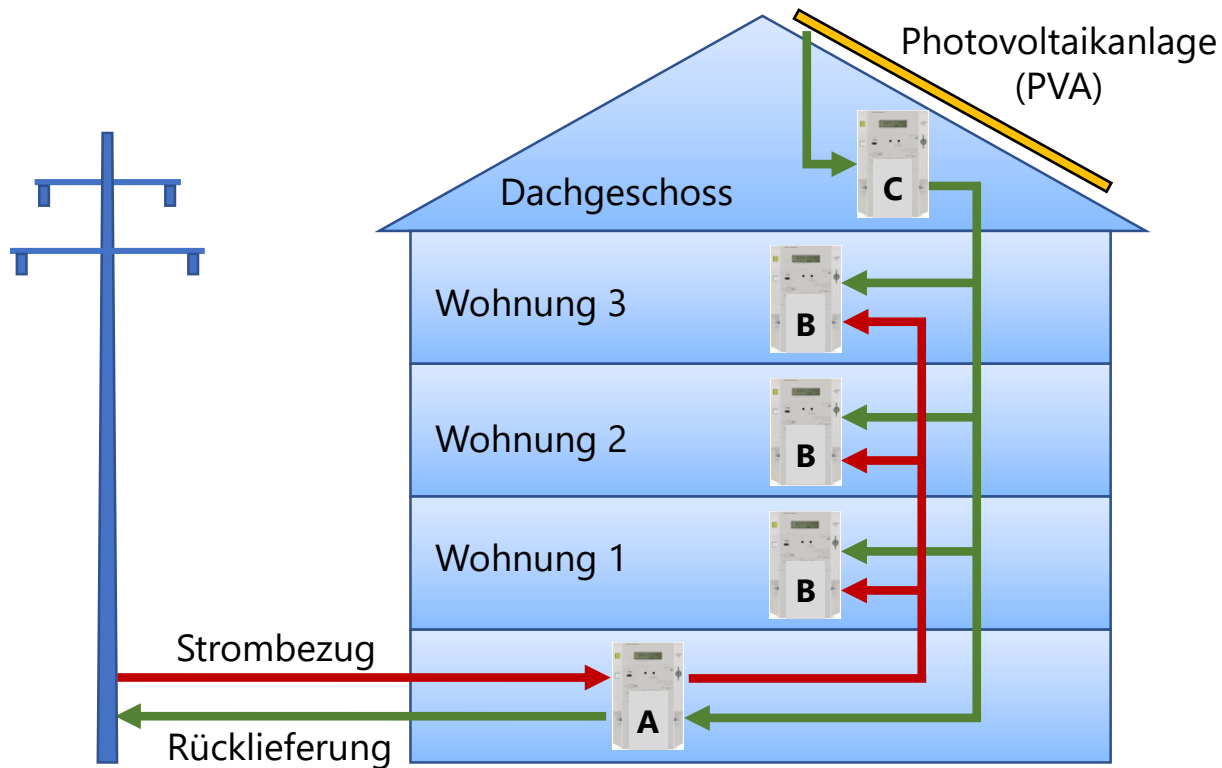 Photovoltaikanlage
(PVA)
C
Dachgeschoss
Wohnung 3
B
Wohnung 2
B
Wohnung 1
B
Strombezug
A
Rücklieferung